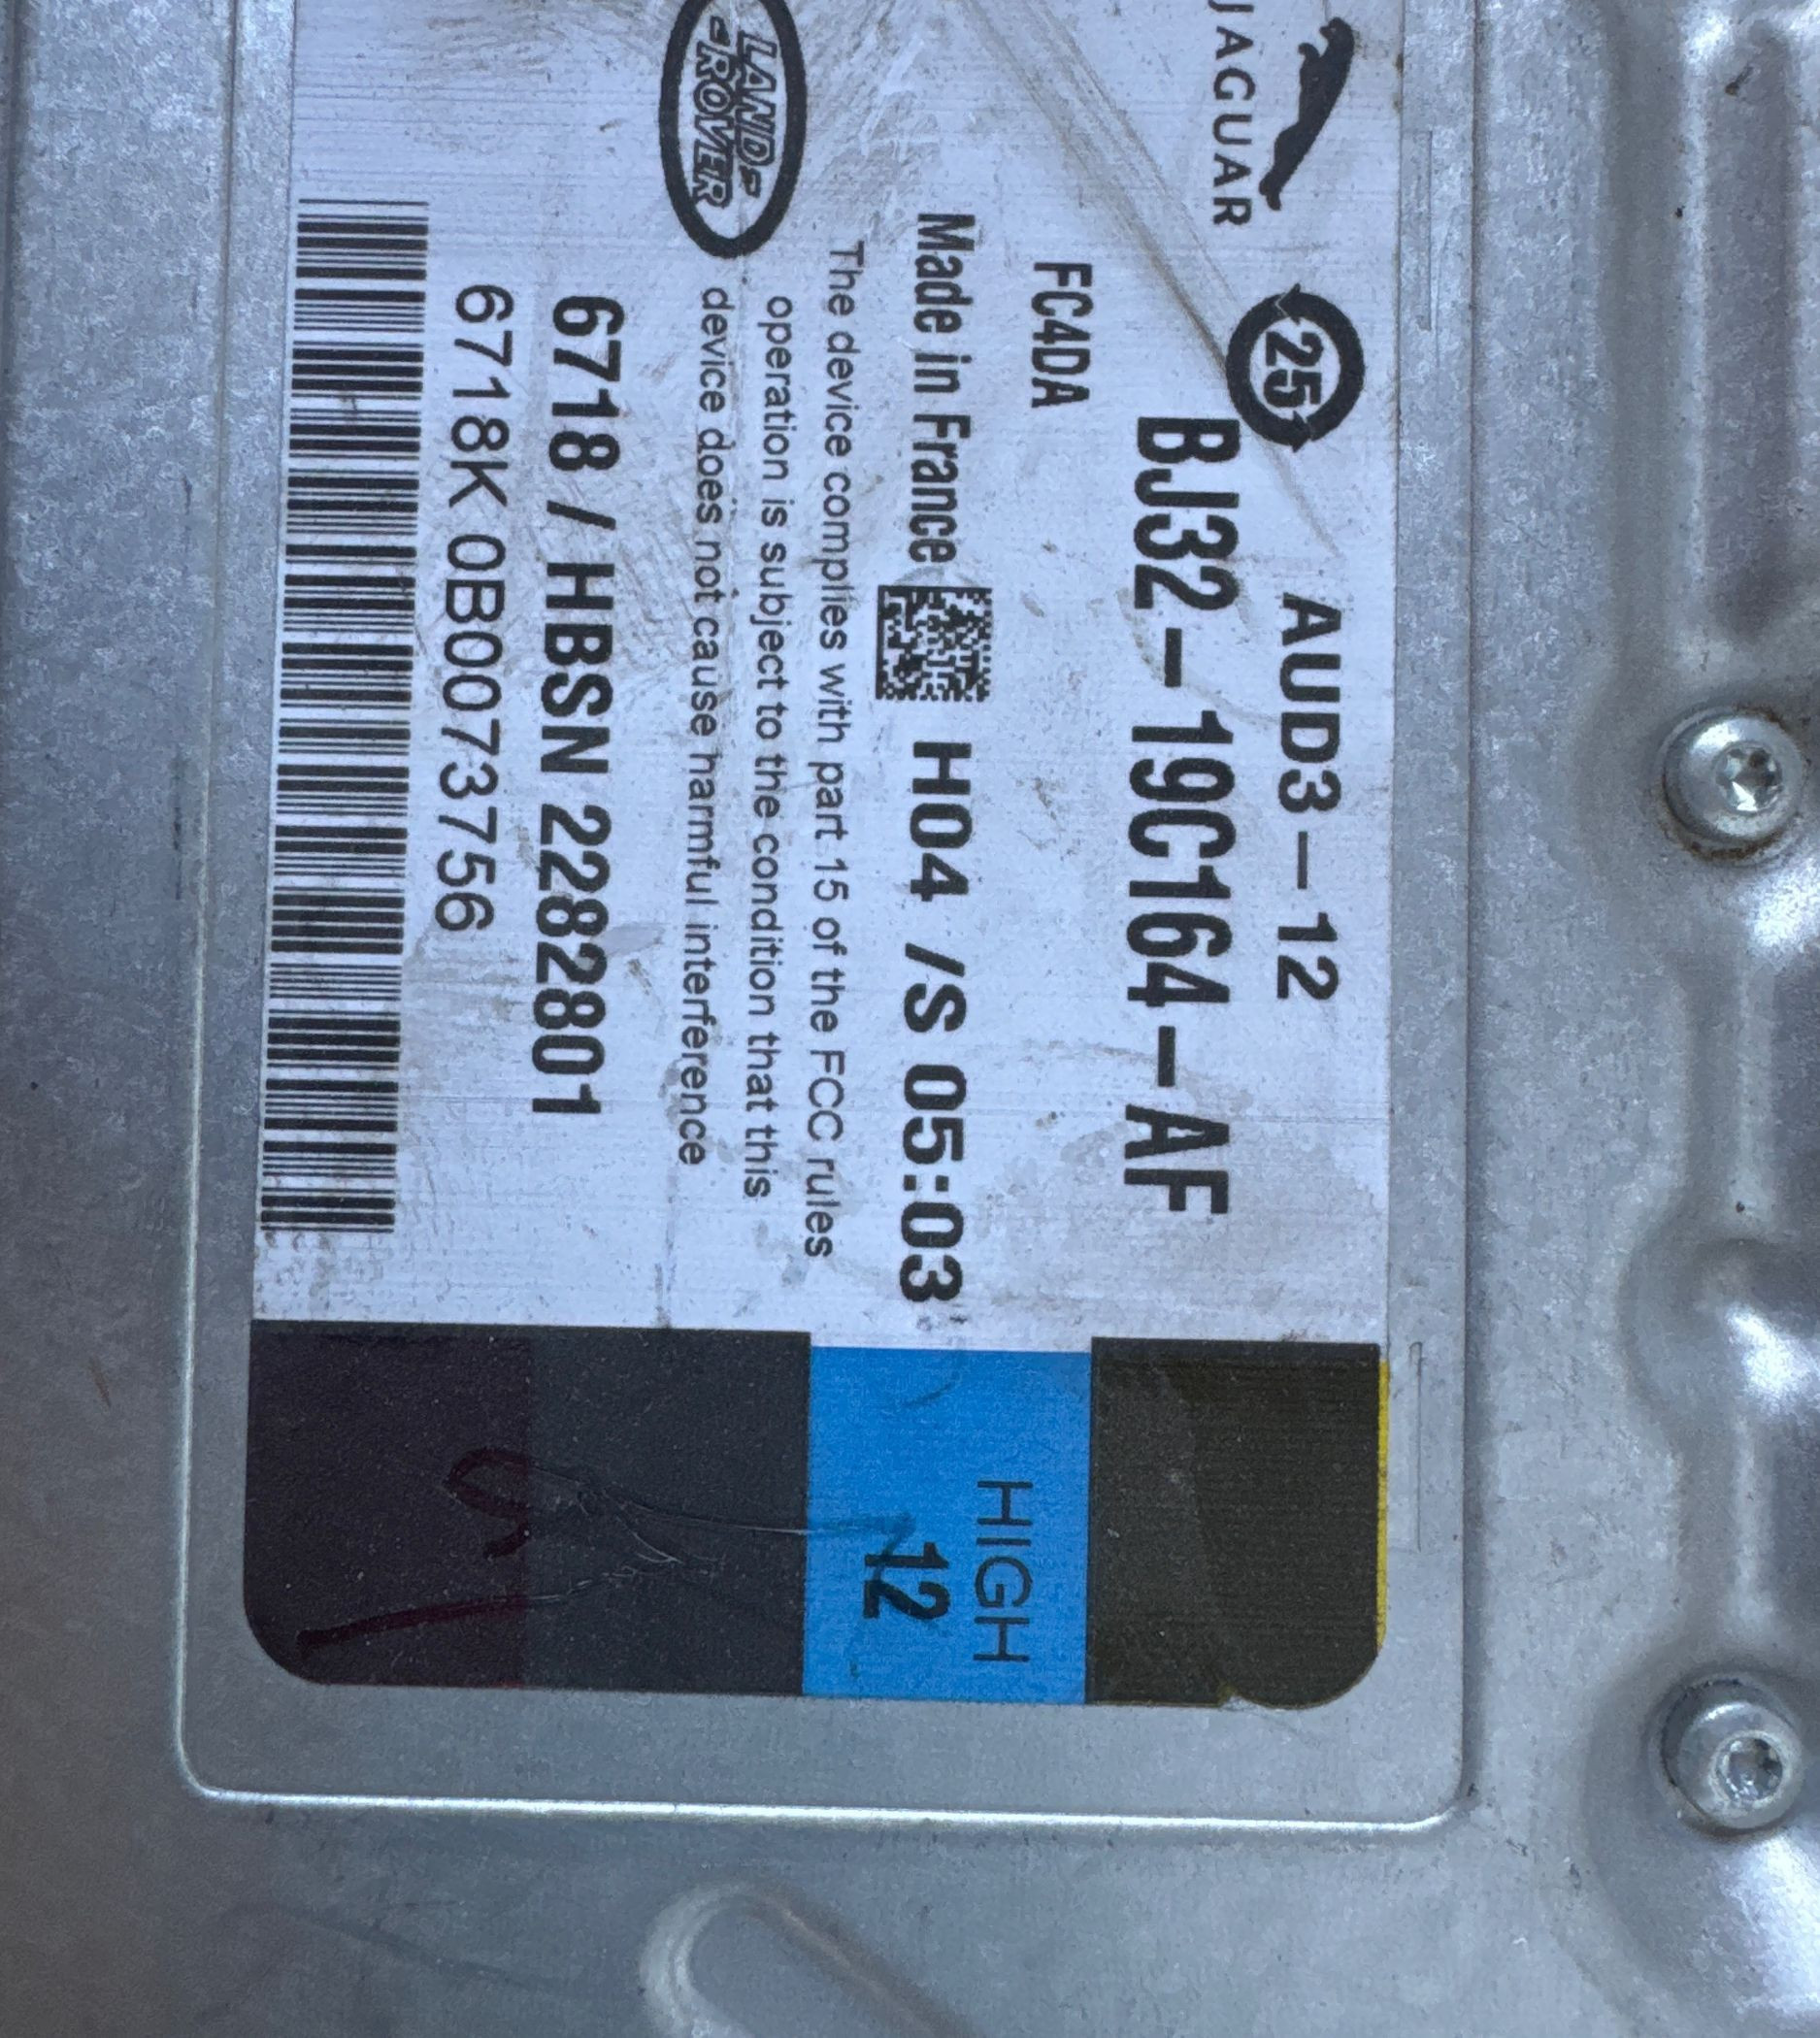 JAGUAR
25
AUD3-12
BJ32-19C164-AF
FC4DA
Made in France
H04 /S 05:03
The device complies with part 15 of the FCC rules
operation is subject to the condition that this
device does not cause harmful interference
LAND-
-ROVER
6718 / HBSN 2282801
6718K 0B0073756
HIGH
12